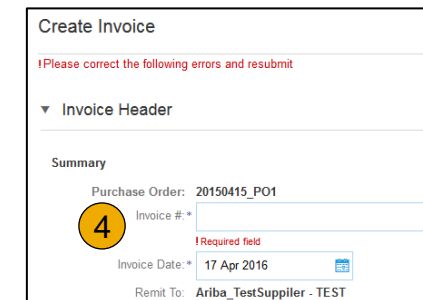 Create Invoice
!Please correct the following errors and resubmit
▼ Invoice Header
Summary
Purchase Order: 20150415_PO1
4
Invoice #:*
! Required field
Invoice Date:* 17 Apr 2016
Remit To: Ariba_TestSuppiler - TEST